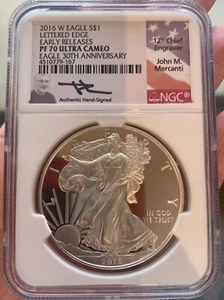 2016 W EAGLE S$1
LETTERED EDGE
EARLY RELEASES
PF 70 ULTRA CAMEO
EAGLE 30TH ANNIVERSARY
4510779-167
Authentic Hand-Signed
12th Chief
Engraver
John M.
Mercanti
NGC
IN GOD
WE TRUST
2016